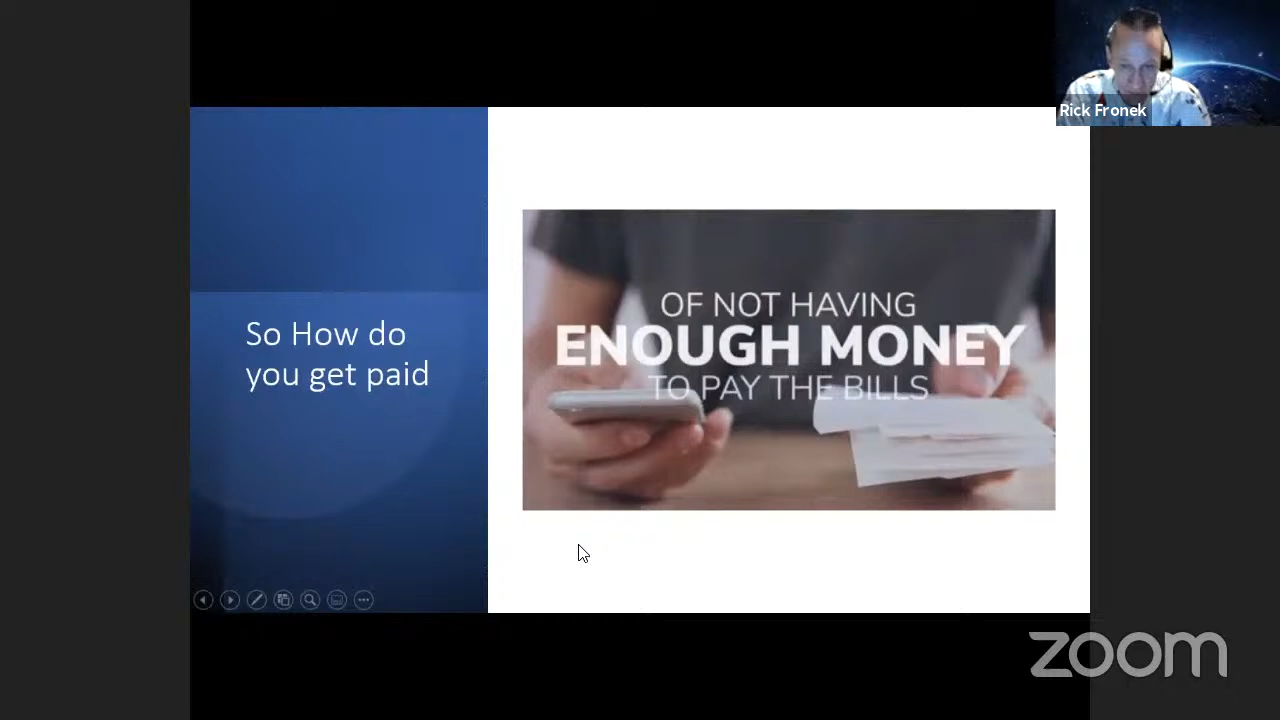 Rick Fronek
So How do
you get paid
OF NOT HAVING
ENOUGH MONEY
TO PAY THE BILLS
zoom